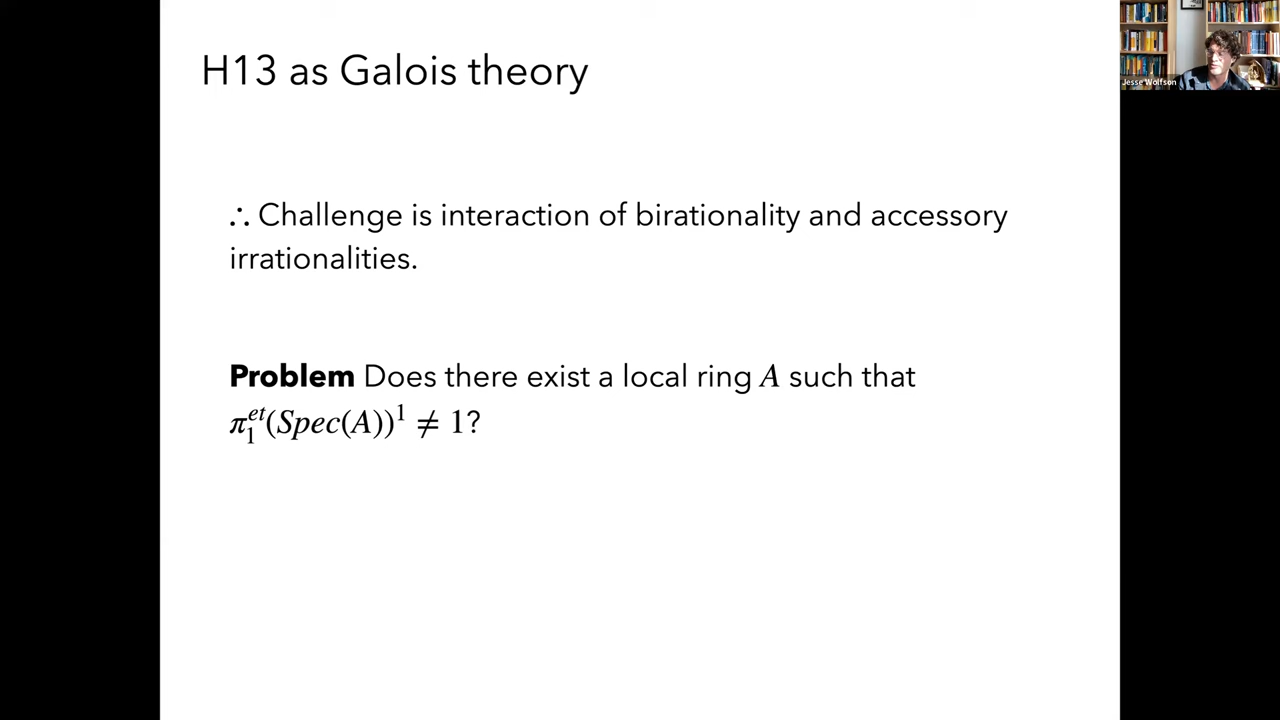 H13 as Galois theory
Jesse Wolfson
∴ Challenge is interaction of birationality and accessory
irrationalities.
Problem Does there exist a local ring A such that
π₁ᵉᵗ(Spec(A))¹ ≠ 1?